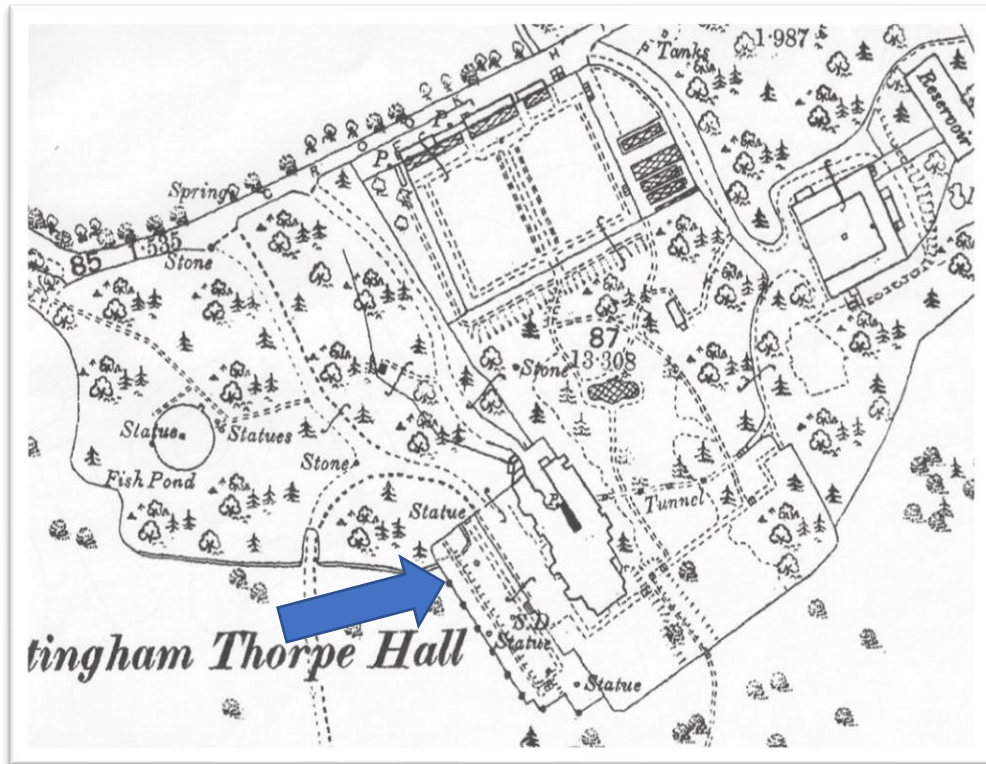 Tanks
1·987
Reservoir
P.
P.
Spring
85
1·535
Stone
87
13·308
Stone
Statue
Statues
Stone
Fish Pond
Statue
Tunnel
S.D.
Statue
Statue
tingham Thorpe Hall